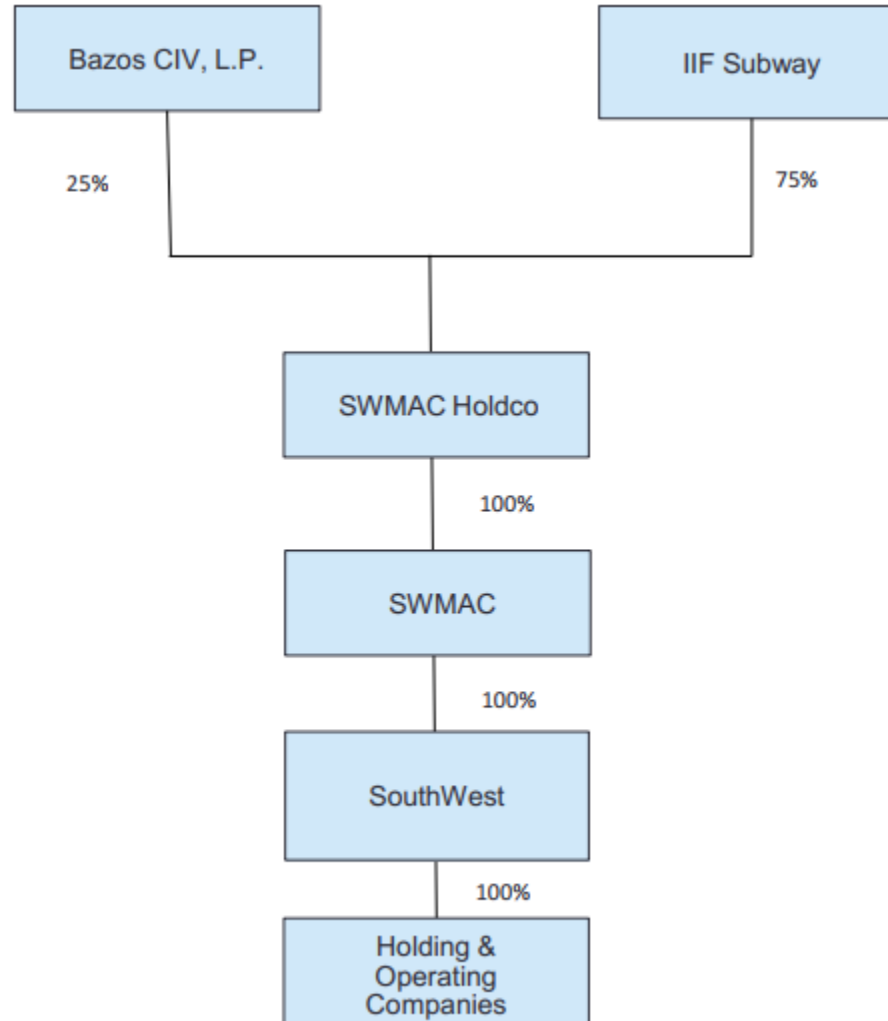 Bazos CIV, L.P.
IIF Subway
25%
75%
SWMAC Holdco
100%
SWMAC
100%
SouthWest
100%
Holding &
Operating
Companies